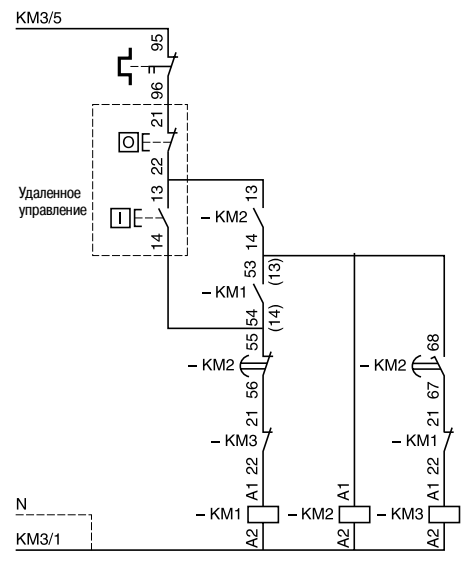 KM3/5
95
96
21
O
22
Удаленное
управление
13
I
14
13
– KM2
14
53
(13)
– KM1
54
(14)
55
– KM2
56
68
– KM2
67
21
– KM3
22
21
– KM1
22
A1
– KM1
A2
A1
– KM2
A2
A1
– KM3
A2
N
KM3/1